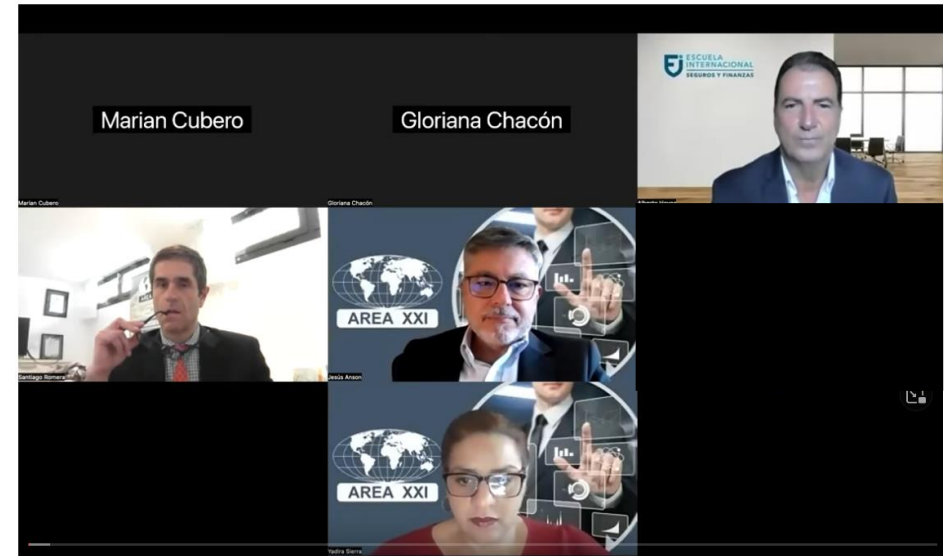 Marian Cubero
Gloriana Chacón
ESCUELA
INTERNACIONAL
SEGUROS Y FINANZAS
Marian Cubero
Gloriana Chacón
Alberto
AREA XXI
Santiago Romera
Jesús Anson
AREA XXI
Yadira Sierra